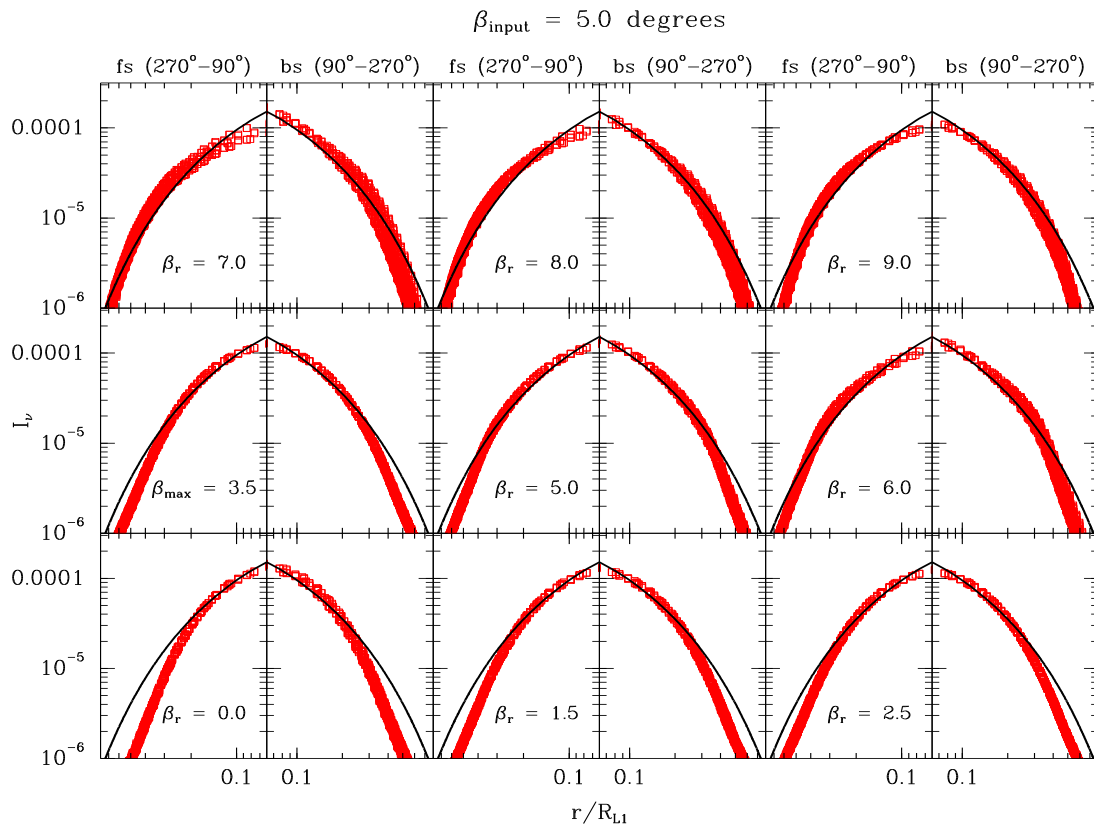 β_input = 5.0 degrees
fs (270°−90°) bs (90°−270°) fs (270°−90°) bs (90°−270°) fs (270°−90°) bs (90°−270°)
0.0001
10^−5
β_r = 7.0 β_r = 8.0 β_r = 9.0
10^−6
0.0001
I_ν
10^−5
β_max = 3.5 β_r = 5.0 β_r = 6.0
10^−6
0.0001
10^−5
β_r = 0.0 β_r = 1.5 β_r = 2.5
10^−6
0.1 0.1 0.1 0.1 0.1 0.1
r/R_L1